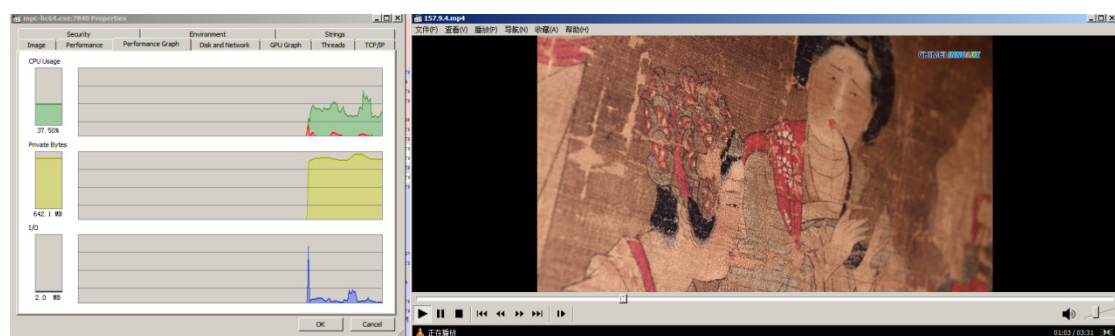 mpc-hc64.exe:7840 Properties
Security
Environment
Strings
Image
Performance
Performance Graph
Disk and Network
GPU Graph
Threads
TCP/IP
CPU Usage
37.50%
Private Bytes
642.1 MB
I/O
2.0 MB
OK
Cancel
157.9.4.mp4
文件(F) 查看(V) 播放(P) 导航(N) 收藏(A) 帮助(H)
CHIMEI INNOLUX
正在播放
01:03 / 03:31